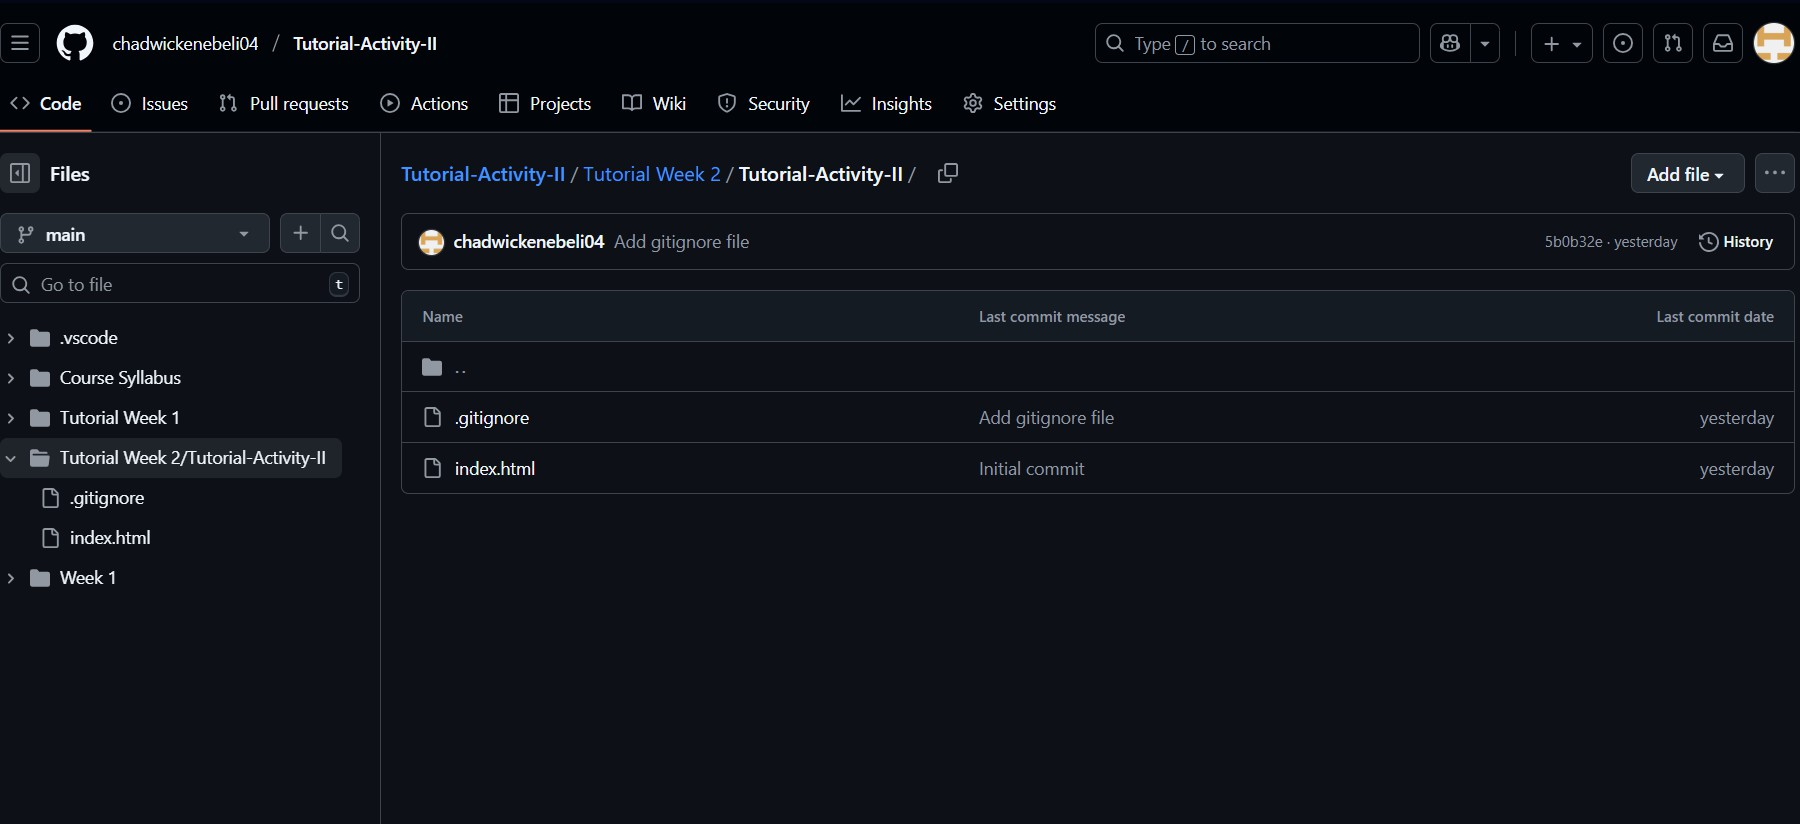 chadwickenebeli04 / Tutorial-Activity-II
Type / to search
Code Issues Pull requests Actions Projects Wiki Security Insights Settings
Files
main
Go to file t
.vscode
Course Syllabus
Tutorial Week 1
Tutorial Week 2/Tutorial-Activity-II
.gitignore
index.html
Week 1
Tutorial-Activity-II / Tutorial Week 2 / Tutorial-Activity-II /
Add file
chadwickenebeli04 Add gitignore file 5b0b32e · yesterday History
Name Last commit message Last commit date
..
.gitignore Add gitignore file yesterday
index.html Initial commit yesterday